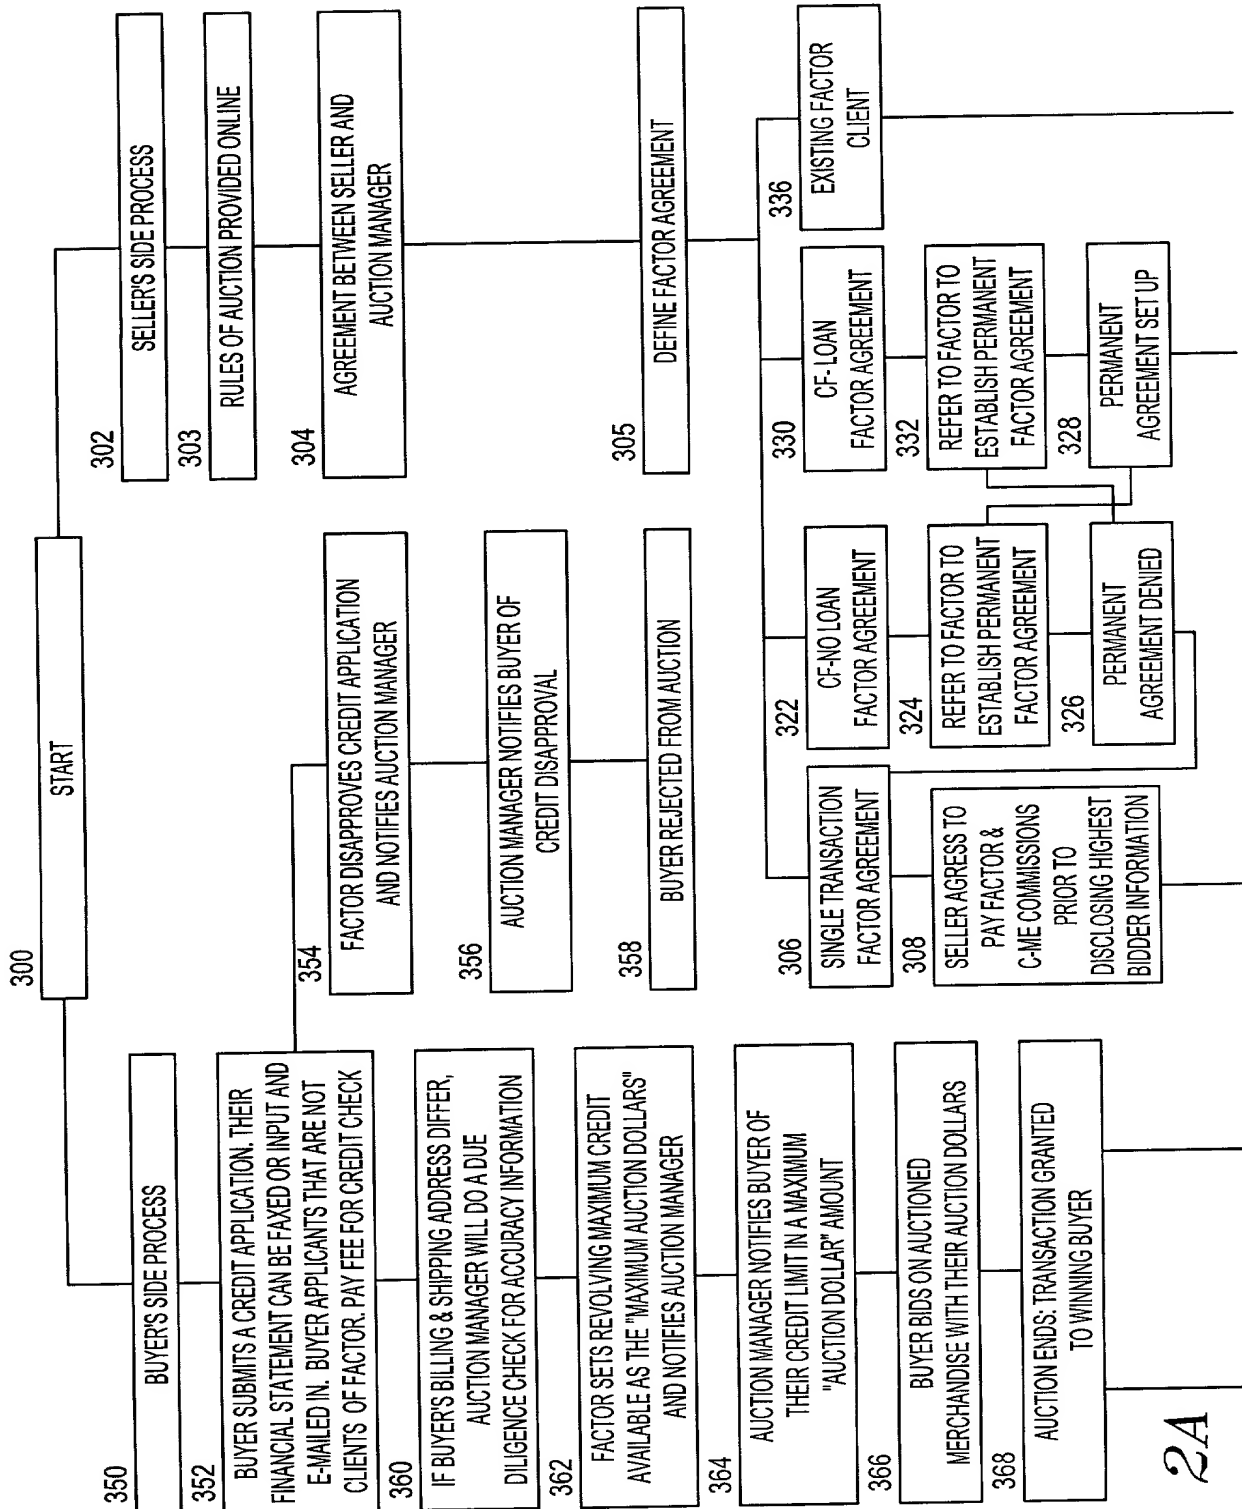 300
START
350
BUYER'S SIDE PROCESS
352
BUYER SUBMITS A CREDIT APPLICATION. THEIR
FINANCIAL STATEMENT CAN BE FAXED OR INPUT AND
E-MAILED IN. BUYER APPLICANTS THAT ARE NOT
CLIENTS OF FACTOR. PAY FEE FOR CREDIT CHECK
360
IF BUYER'S BILLING & SHIPPING ADDRESS DIFFER,
AUCTION MANAGER WILL DO A DUE
DILIGENCE CHECK FOR ACCURACY INFORMATION
362
FACTOR SETS REVOLVING MAXIMUM CREDIT
AVAILABLE AS THE "MAXIMUM AUCTION DOLLARS"
AND NOTIFIES AUCTION MANAGER
364
AUCTION MANAGER NOTIFIES BUYER OF
THEIR CREDIT LIMIT IN A MAXIMUM
"AUCTION DOLLAR" AMOUNT
366
BUYER BIDS ON AUCTIONED
MERCHANDISE WITH THEIR AUCTION DOLLARS
368
AUCTION ENDS: TRANSACTION GRANTED
TO WINNING BUYER
354
FACTOR DISAPPROVES CREDIT APPLICATION
AND NOTIFIES AUCTION MANAGER
356
AUCTION MANAGER NOTIFIES BUYER OF
CREDIT DISAPPROVAL
358
BUYER REJECTED FROM AUCTION
302
SELLER'S SIDE PROCESS
303
RULES OF AUCTION PROVIDED ONLINE
304
AGREEMENT BETWEEN SELLER AND
AUCTION MANAGER
305
DEFINE FACTOR AGREEMENT
306
SINGLE TRANSACTION
FACTOR AGREEMENT
308
SELLER AGRESS TO
PAY FACTOR &
C-ME COMMISSIONS
PRIOR TO
DISCLOSING HIGHEST
BIDDER INFORMATION
322
CF-NO LOAN
FACTOR AGREEMENT
324
REFER TO FACTOR TO
ESTABLISH PERMANENT
FACTOR AGREEMENT
326
PERMANENT
AGREEMENT DENIED
330
CF-LOAN
FACTOR AGREEMENT
332
REFER TO FACTOR TO
ESTABLISH PERMANENT
FACTOR AGREEMENT
328
PERMANENT
AGREEMENT SET UP
336
EXISTING FACTOR
CLIENT
2A